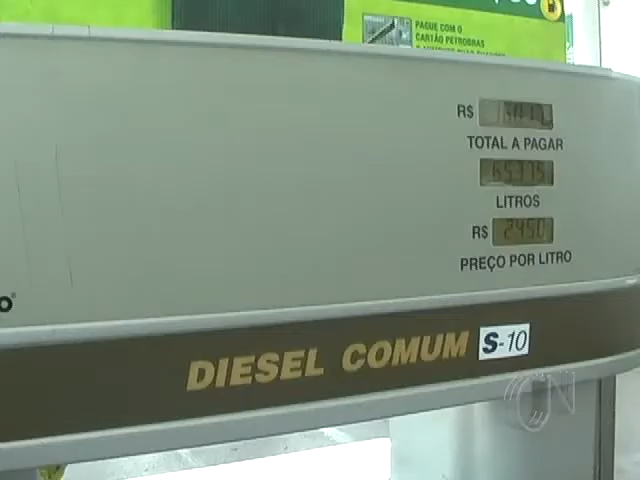 PAGUE COM O
CARTÃO PETROBRAS
R$
TOTAL A PAGAR
LITROS
R$ 2450
PREÇO POR LITRO
DIESEL COMUM S-10